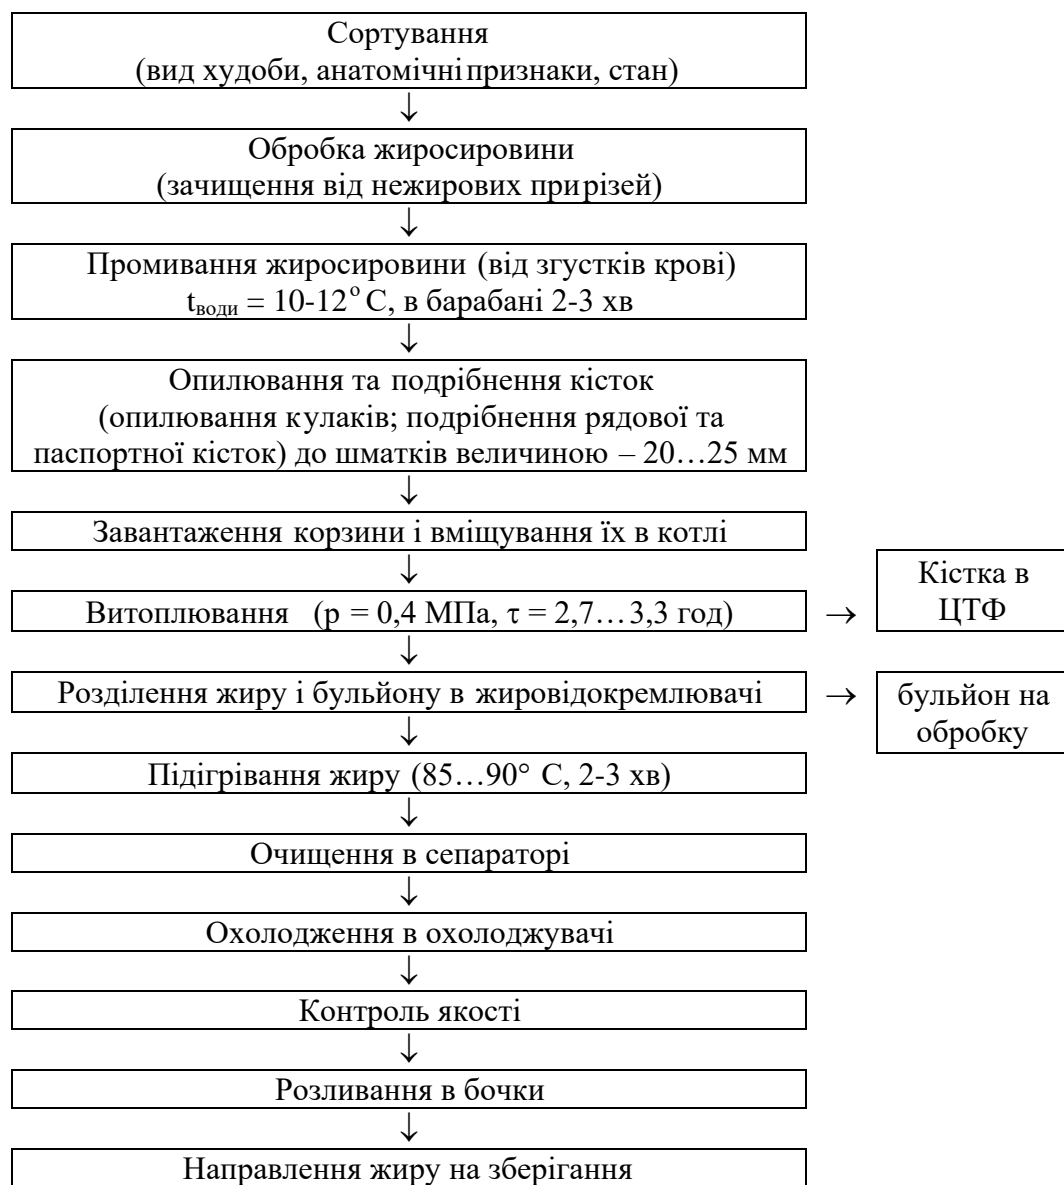 Сортування
(вид худоби, анатомічні признаки, стан)
↓
Обробка жиросировини
(зачищення від нежирових прирізей)
↓
Промивання жиросировини (від згустків крові)
tводи = 10-12° С, в барабані 2-3 хв
↓
Опилювання та подрібнення кісток
(опилювання кулаків; подрібнення рядової та
паспортної кісток) до шматків величиною – 20…25 мм
↓
Завантаження корзини і вміщування їх в котлі
↓
Витоплювання (р = 0,4 МПа, τ = 2,7…3,3 год) →
Кістка в
ЦТФ
↓
Розділення жиру і бульйону в жировідокремлювачі →
бульйон на
обробку
↓
Підігрівання жиру (85…90° С, 2-3 хв)
↓
Очищення в сепараторі
↓
Охолодження в охолоджувачі
↓
Контроль якості
↓
Розливання в бочки
↓
Направлення жиру на зберігання